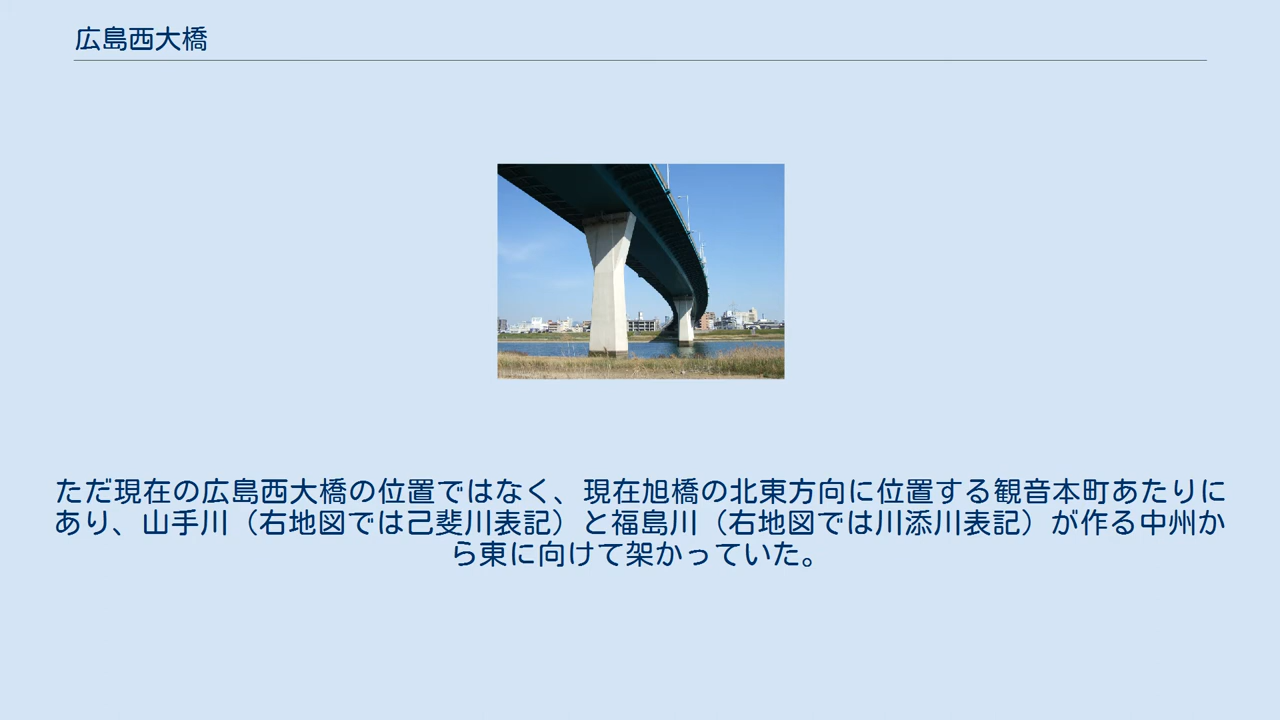 広島西大橋
ただ現在の広島西大橋の位置ではなく、現在旭橋の北東方向に位置する観音本町あたりに
あり、山手川（右地図では己斐川表記）と福島川（右地図では川添川表記）が作る中州か
ら東に向けて架かっていた。